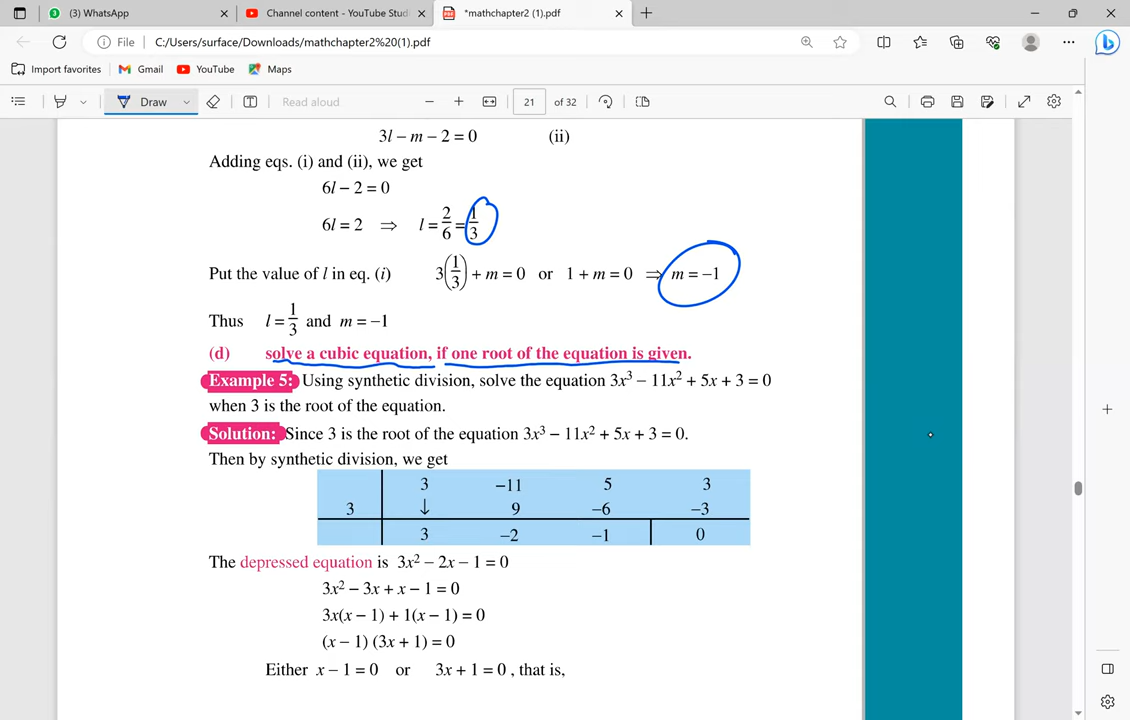 (3) WhatsApp
Channel content - YouTube Studi
*mathchapter2 (1).pdf
File C:/Users/surface/Downloads/mathchapter2%20(1).pdf
Import favorites Gmail YouTube Maps
Draw Read aloud 21 of 32
3l – m – 2 = 0 (ii)
Adding eqs. (i) and (ii), we get
6l – 2 = 0
6l = 2 ⇒ l = 2/6 = 1/3
Put the value of l in eq. (i) 3(1/3) + m = 0 or 1 + m = 0 ⇒ m = –1
Thus l = 1/3 and m = –1
(d) solve a cubic equation, if one root of the equation is given.
Example 5: Using synthetic division, solve the equation 3x³ – 11x² + 5x + 3 = 0
when 3 is the root of the equation.
Solution: Since 3 is the root of the equation 3x³ – 11x² + 5x + 3 = 0.
Then by synthetic division, we get
3 –11 5 3
3 ↓ 9 –6 –3
3 –2 –1 0
The depressed equation is 3x² – 2x – 1 = 0
3x² – 3x + x – 1 = 0
3x(x – 1) + 1(x – 1) = 0
(x – 1) (3x + 1) = 0
Either x – 1 = 0 or 3x + 1 = 0 , that is,